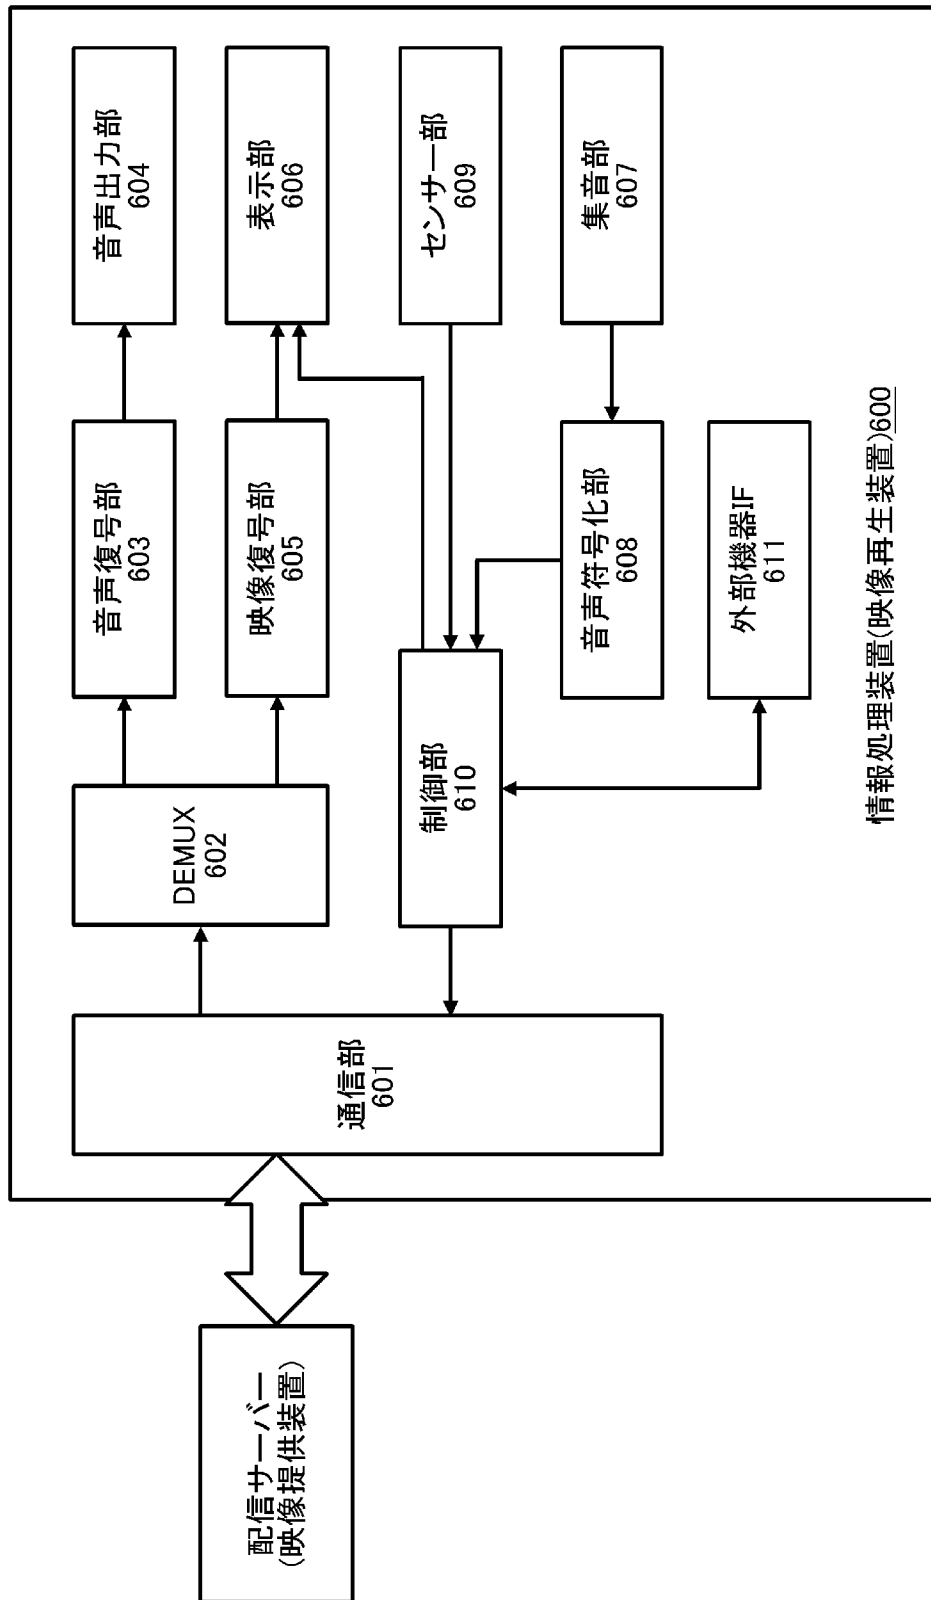 配信サーバー
(映像提供装置)
通信部
601
DEMUX
602
音声復号部
603
音声出力部
604
映像復号部
605
表示部
606
制御部
610
センサー部
609
音声符号化部
608
集音部
607
外部機器IF
611
情報処理装置(映像再生装置)600